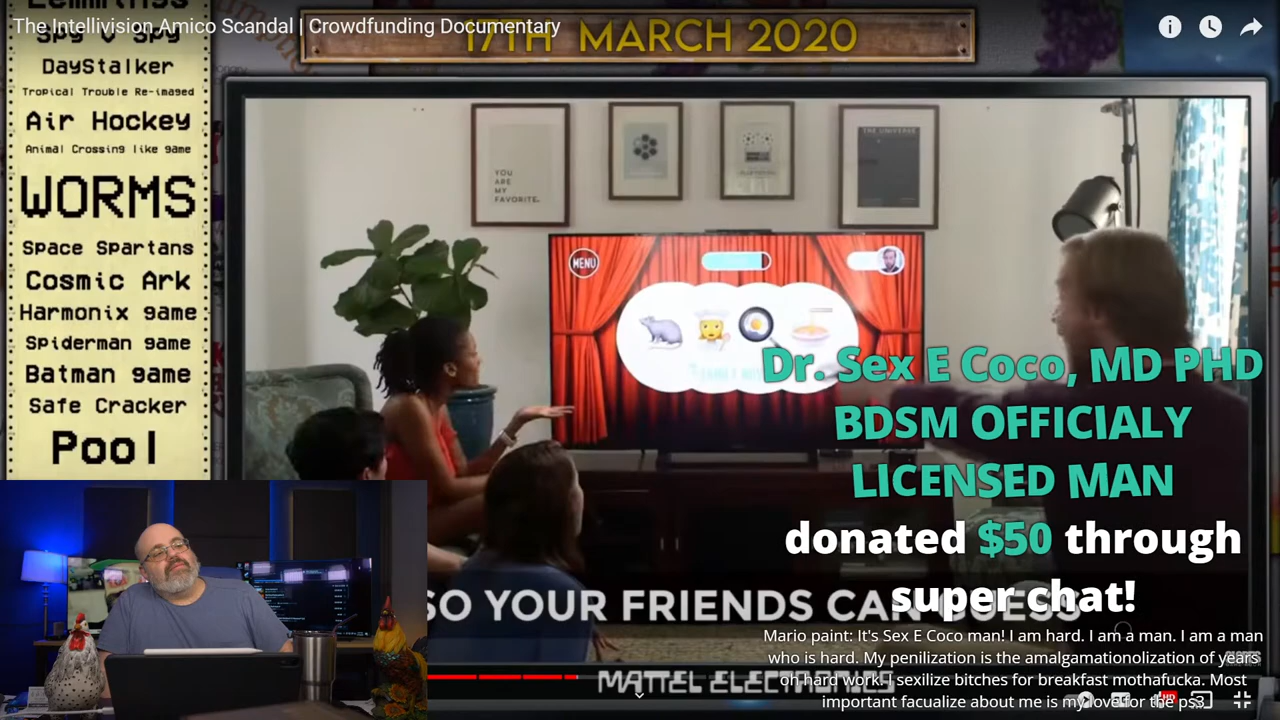 The Intellivision Amico Scandal | Crowdfunding Documentary
17TH MARCH 2020
Lemmings
Spy V Spy
DayStalker
Tropical Trouble Re-imaged
Air Hockey
Animal Crossing like game
WORMS
Space Spartans
Cosmic Ark
Harmonix game
Spiderman game
Batman game
Safe Cracker
Pool
YOU
ARE
MY
FAVORITE.
THE UNIVERSE
MENU
Dr. Sex E Coco, MD PHD
BDSM OFFICIALY
LICENSED MAN
donated $50 through
super chat!
SO YOUR FRIENDS CAN GUESS
Mario paint: It's Sex E Coco man! I am hard. I am a man. I am a man
who is hard. My penilization is the amalgamationolization of years
oh hard work. I sexilize bitches for breakfast mothafucka. Most
important facualize about me is my love for the ps3.
MATTEL ELECTRONICS
HD